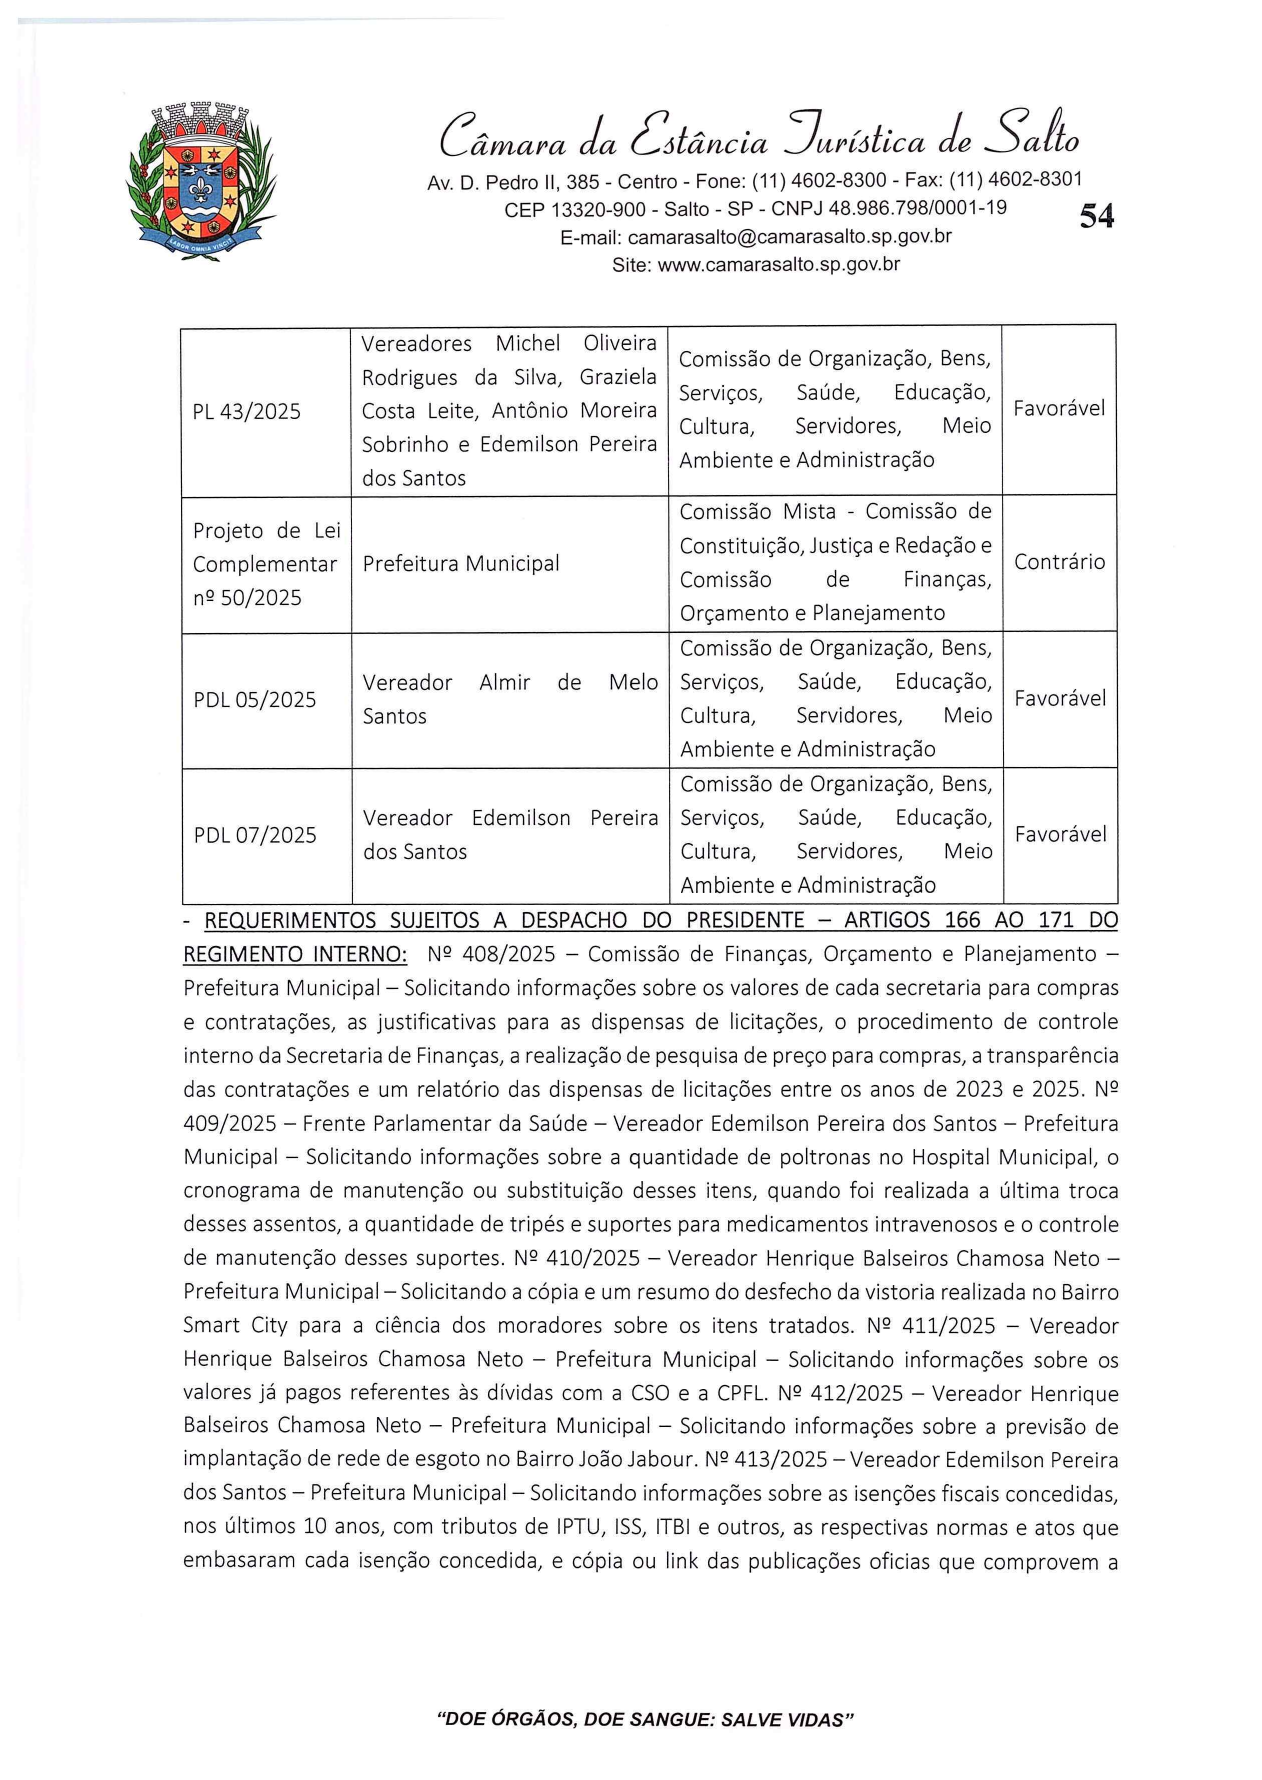 LABOR OMNIA VINCIT
Câmara da Estância Turística de Salto
Av. D. Pedro II, 385 - Centro - Fone: (11) 4602-8300 - Fax: (11) 4602-8301
CEP 13320-900 - Salto - SP - CNPJ 48.986.798/0001-19
54
E-mail: camarasalto@camarasalto.sp.gov.br
Site: www.camarasalto.sp.gov.br
PL 43/2025
Vereadores Michel Oliveira
Rodrigues da Silva, Graziela
Costa Leite, Antônio Moreira
Sobrinho e Edemilson Pereira
dos Santos
Comissão de Organização, Bens,
Serviços, Saúde, Educação,
Cultura, Servidores, Meio
Ambiente e Administração
Favorável
Projeto de Lei
Complementar
nº 50/2025
Prefeitura Municipal
Comissão Mista - Comissão de
Constituição, Justiça e Redação e
Comissão de Finanças,
Orçamento e Planejamento
Contrário
PDL 05/2025
Vereador Almir de Melo
Santos
Comissão de Organização, Bens,
Serviços, Saúde, Educação,
Cultura, Servidores, Meio
Ambiente e Administração
Favorável
PDL 07/2025
Vereador Edemilson Pereira
dos Santos
Comissão de Organização, Bens,
Serviços, Saúde, Educação,
Cultura, Servidores, Meio
Ambiente e Administração
Favorável
- REQUERIMENTOS SUJEITOS A DESPACHO DO PRESIDENTE – ARTIGOS 166 AO 171 DO
REGIMENTO INTERNO: Nº 408/2025 – Comissão de Finanças, Orçamento e Planejamento –
Prefeitura Municipal – Solicitando informações sobre os valores de cada secretaria para compras
e contratações, as justificativas para as dispensas de licitações, o procedimento de controle
interno da Secretaria de Finanças, a realização de pesquisa de preço para compras, a transparência
das contratações e um relatório das dispensas de licitações entre os anos de 2023 e 2025. Nº
409/2025 – Frente Parlamentar da Saúde – Vereador Edemilson Pereira dos Santos – Prefeitura
Municipal – Solicitando informações sobre a quantidade de poltronas no Hospital Municipal, o
cronograma de manutenção ou substituição desses itens, quando foi realizada a última troca
desses assentos, a quantidade de tripés e suportes para medicamentos intravenosos e o controle
de manutenção desses suportes. Nº 410/2025 – Vereador Henrique Balseiros Chamosa Neto –
Prefeitura Municipal – Solicitando a cópia e um resumo do desfecho da vistoria realizada no Bairro
Smart City para a ciência dos moradores sobre os itens tratados. Nº 411/2025 – Vereador
Henrique Balseiros Chamosa Neto – Prefeitura Municipal – Solicitando informações sobre os
valores já pagos referentes às dívidas com a CSO e a CPFL. Nº 412/2025 – Vereador Henrique
Balseiros Chamosa Neto – Prefeitura Municipal – Solicitando informações sobre a previsão de
implantação de rede de esgoto no Bairro João Jabour. Nº 413/2025 – Vereador Edemilson Pereira
dos Santos – Prefeitura Municipal – Solicitando informações sobre as isenções fiscais concedidas,
nos últimos 10 anos, com tributos de IPTU, ISS, ITBI e outros, as respectivas normas e atos que
embasaram cada isenção concedida, e cópia ou link das publicações oficias que comprovem a
“DOE ÓRGÃOS, DOE SANGUE: SALVE VIDAS”